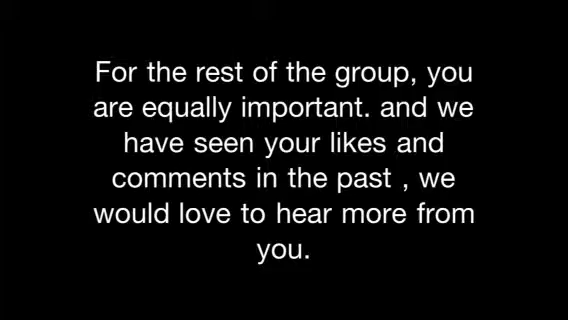 For the rest of the group, you
are equally important. and we
have seen your likes and
comments in the past , we
would love to hear more from
you.